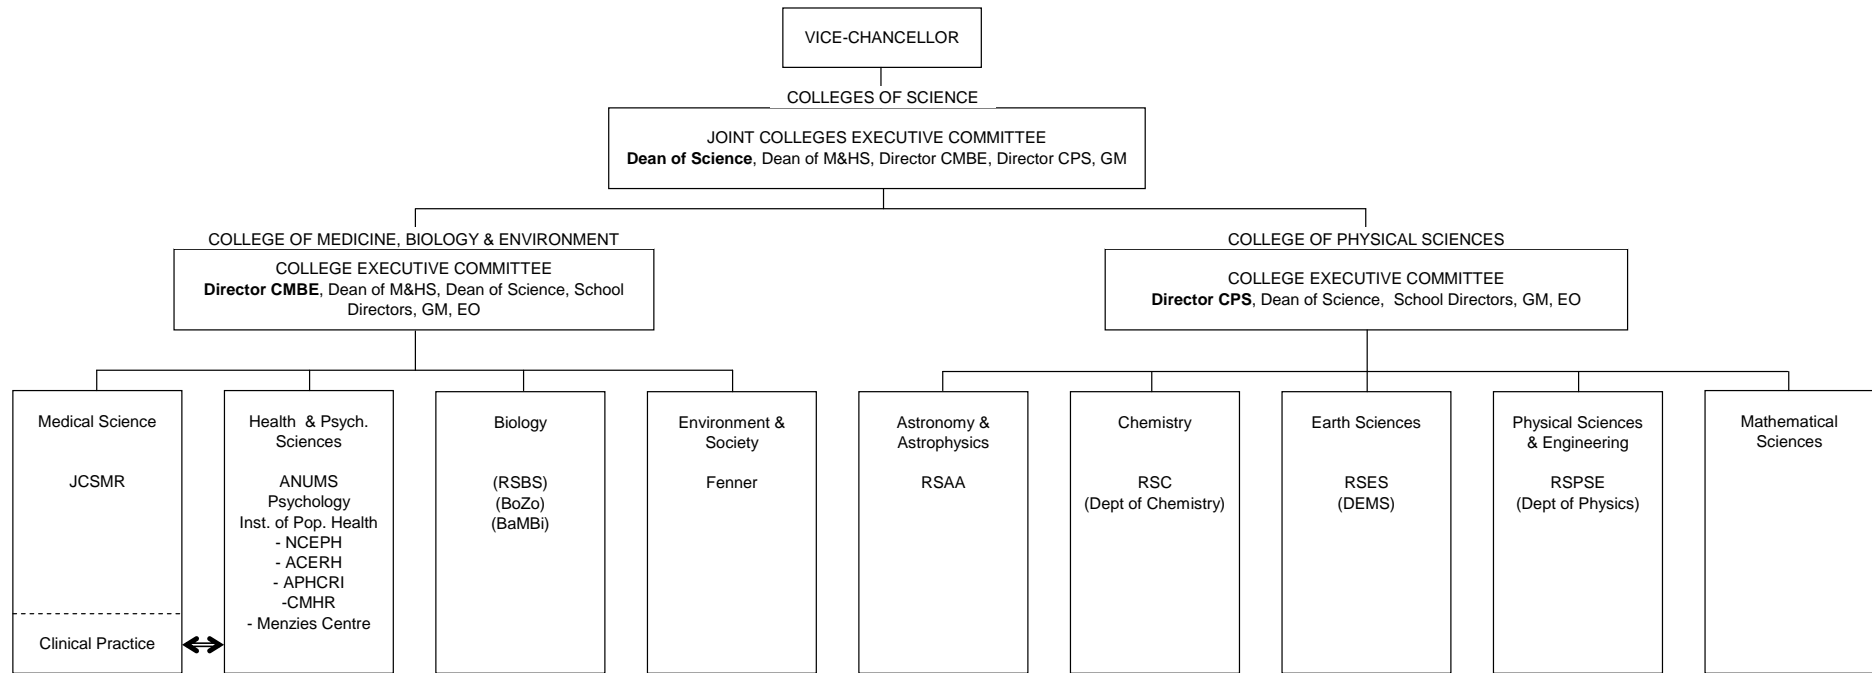 VICE-CHANCELLOR
COLLEGES OF SCIENCE
JOINT COLLEGES EXECUTIVE COMMITTEE
Dean of Science, Dean of M&HS, Director CMBE, Director CPS, GM
COLLEGE OF MEDICINE, BIOLOGY & ENVIRONMENT
COLLEGE EXECUTIVE COMMITTEE
Director CMBE, Dean of M&HS, Dean of Science, School
Directors, GM, EO
COLLEGE OF PHYSICAL SCIENCES
COLLEGE EXECUTIVE COMMITTEE
Director CPS, Dean of Science, School Directors, GM, EO
Medical Science
JCSMR
Clinical Practice
Health & Psych.
Sciences
ANUMS
Psychology
Inst. of Pop. Health
- NCEPH
- ACERH
- APHCRI
-CMHR
- Menzies Centre
Biology
(RSBS)
(BoZo)
(BaMBi)
Environment &
Society
Fenner
Astronomy &
Astrophysics
RSAA
Chemistry
RSC
(Dept of Chemistry)
Earth Sciences
RSES
(DEMS)
Physical Sciences
& Engineering
RSPSE
(Dept of Physics)
Mathematical
Sciences